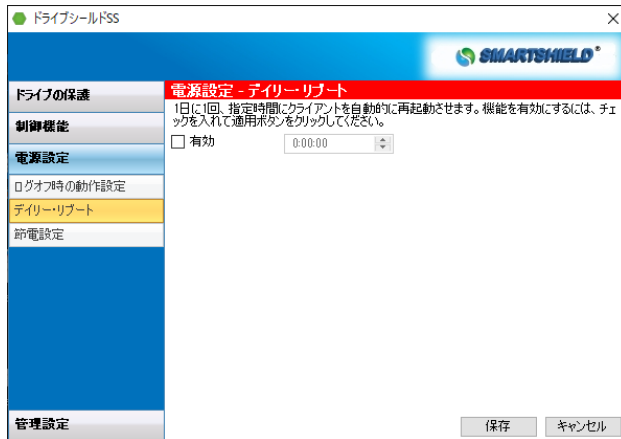 ドライブシールドSS
SMARTSHIELD
ドライブの保護
制御機能
電源設定
ログオフ時の動作設定
デイリー・リブート
節電設定
管理設定
電源設定 - デイリー・リブート
1日に1回、指定時間にクライアントを自動的に再起動させます。機能を有効にするには、チェ
ックを入れて適用ボタンをクリックしてください。
有効
0:00:00
保存
キャンセル